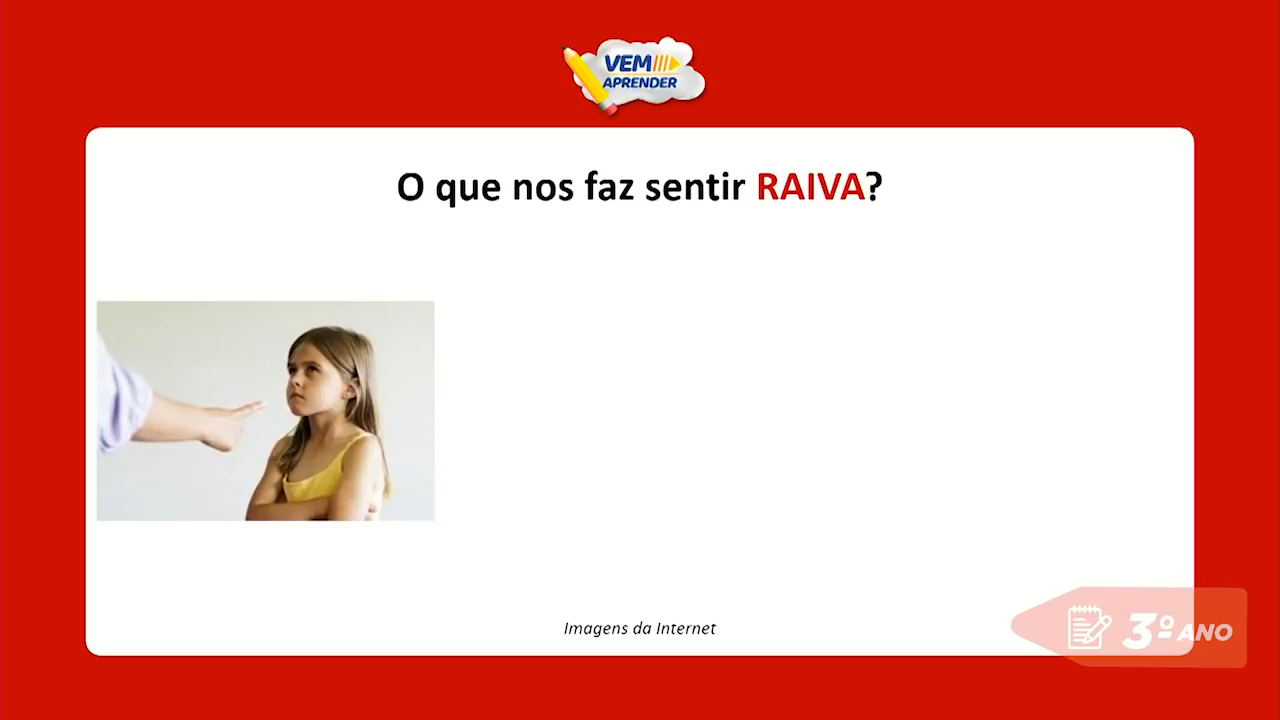 VEM
APRENDER
O que nos faz sentir RAIVA?
Imagens da Internet
3º ANO